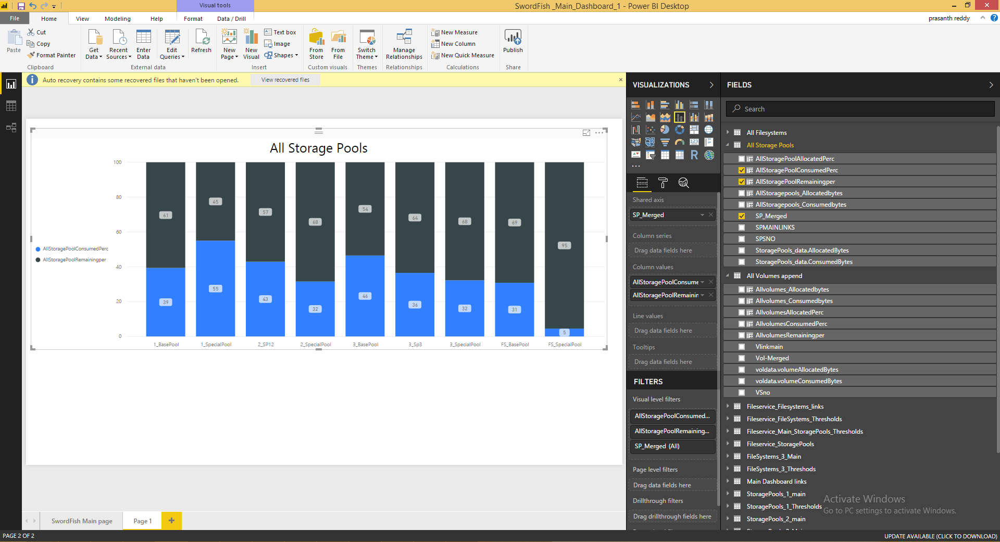 Visual tools
SwordFish _Main_Dashboard_1 - Power BI Desktop
File
Home
View
Modeling
Help
Format
Data / Drill
prasanth reddy
Paste
Cut
Copy
Format Painter
Clipboard
Get Data
Recent Sources
Enter Data
Edit Queries
External data
Refresh
New Page
New Visual
Text box
Image
Shapes
Insert
From Store
From File
Custom visuals
Switch Theme
Themes
Manage Relationships
Relationships
New Measure
New Column
New Quick Measure
Calculations
Publish
Share
Auto recovery contains some recovered files that haven't been opened.
View recovered files
All Storage Pools
AllStoragePoolConsumedPerc
AllStoragePoolRemainingper
100
80
60
40
20
0
61
45
57
68
54
64
68
69
95
39
55
43
32
46
36
32
31
5
1_BasePool
1_SpecialPool
2_SP12
2_SpecialPool
3_BasePool
3_Sp3
3_SpecialPool
FS_BasePool
FS_SpecialPool
VISUALIZATIONS
123
R
Shared axis
SP_Merged
Column series
Drag data fields here
Column values
AllStoragePoolConsume
AllStoragePoolRemainin
Line values
Drag data fields here
Tooltips
Drag data fields here
FILTERS
Visual level filters
AllStoragePoolConsumed...
AllStoragePoolRemaining...
SP_Merged (All)
Page level filters
Drag data fields here
Drillthrough filters
Drag drillthrough fields here
FIELDS
Search
All Filesystems
All Storage Pools
AllStoragePoolAllocatedPerc
AllStoragePoolConsumedPerc
AllStoragePoolRemainingper
AllStoragepools_Allocatedbytes
AllStoragepools_Consumedbytes
SP_Merged
SPMAINLINKS
SPSNO
StoragePools_data.AllocatedBytes
StoragePools_data.ConsumedBytes
All Volumes append
Allvolumes_Allocatedbytes
Allvolumes_Consumedbytes
AllvolumesAllocatedPerc
AllvolumesConsumedPerc
AllvolumesRemainingper
Vlinkmain
Vol-Merged
voldata.volumeAllocatedBytes
voldata.volumeConsumedBytes
VSno
Fileservice_Filesystems_links
Fileservice_FileSystems_Thresholds
Fileservice_Main_StoragePools_Thresholds
Fileservice_StoragePools
FileSystems_3_Main
FileSystems_3_Threshods
Main Dashboard links
StoragePools_1_main
StoragePools_1_Thresholds
StoragePools_2_main
Activate Windows
Go to PC settings to activate Windows.
SwordFish Main page
Page 1
PAGE 2 OF 2
UPDATE AVAILABLE (CLICK TO DOWNLOAD)